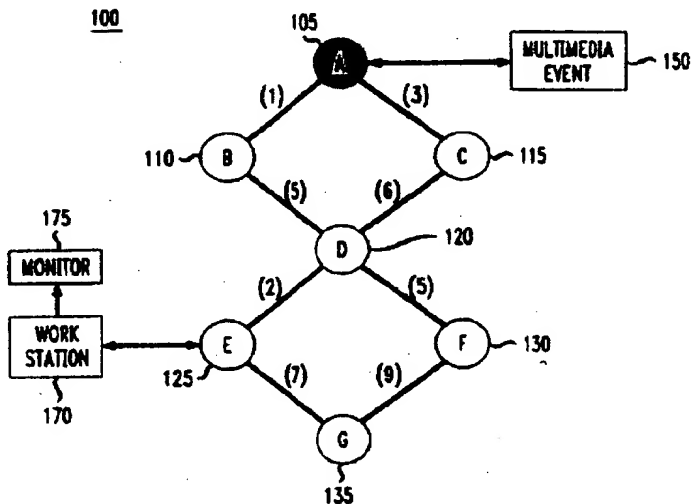 100
105
A
MULTIMEDIA
EVENT
150
(1)
(3)
110
B
C
115
(5)
(6)
175
MONITOR
D
120
(2)
(5)
WORK
STATION
170
E
125
F
130
(7)
(9)
G
135